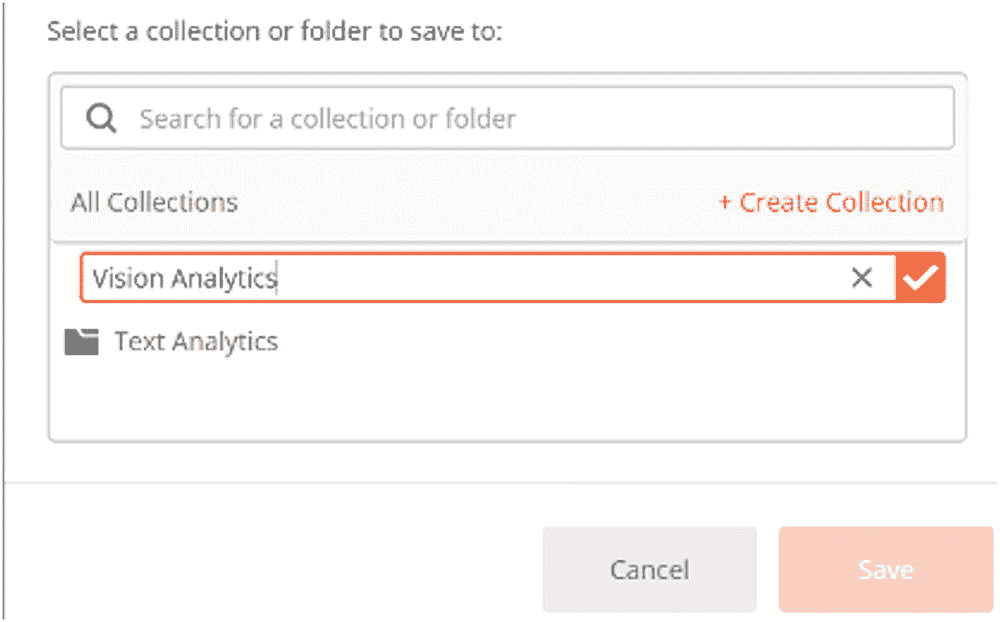 Select a collection or folder to save to:
Search for a collection or folder
All Collections + Create Collection
Vision Analytics
Text Analytics
Cancel Save